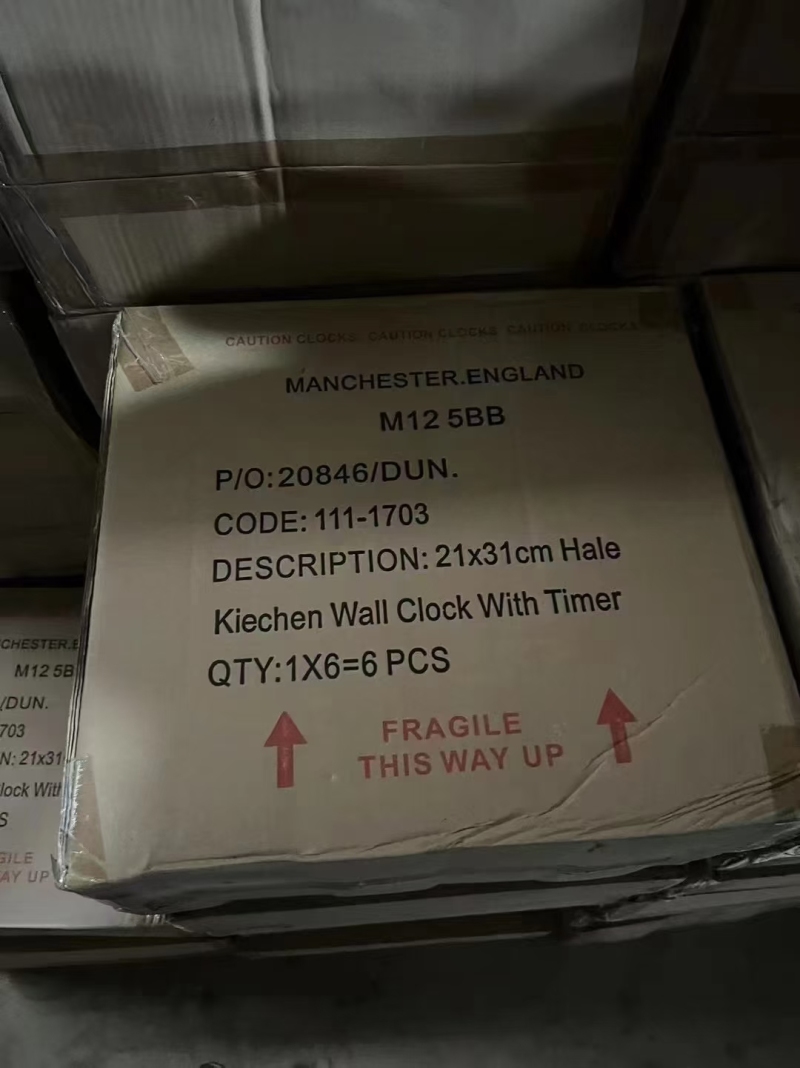 CAUTION CLOCKS CAUTION CLOCKS CAUTION CLOCKS
MANCHESTER.ENGLAND
M12 5BB
P/O:20846/DUN.
CODE: 111-1703
DESCRIPTION: 21x31cm Hale
Kiechen Wall Clock With Timer
QTY:1X6=6 PCS
FRAGILE
THIS WAY UP
CHESTER.E
M12 5B
/DUN.
703
N: 21x31
lock With
S
GILE
AY UP